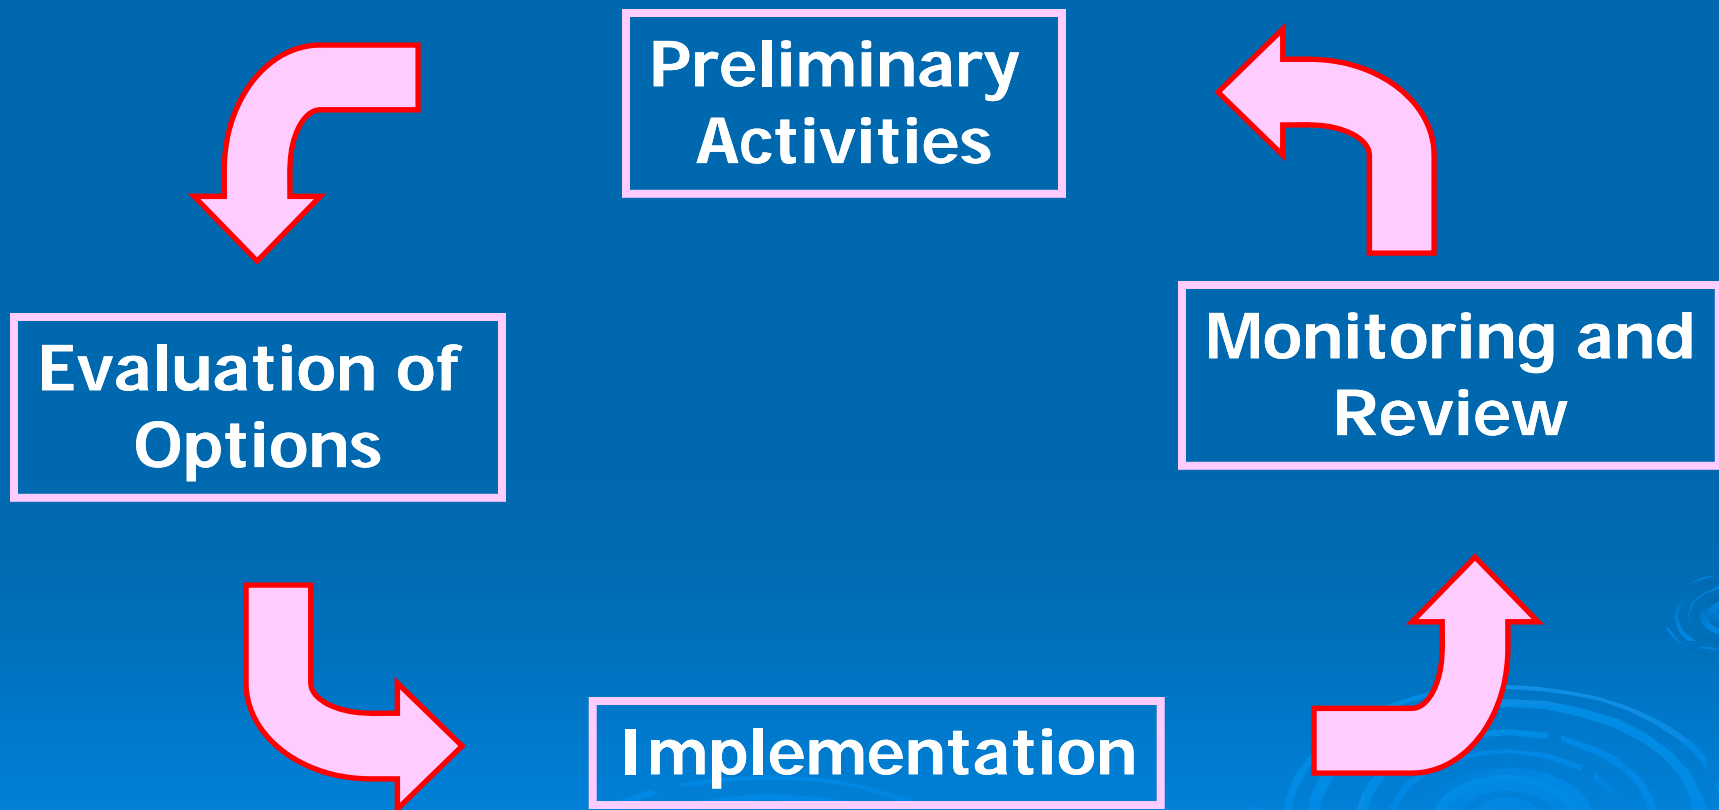 Preliminary
Activities
Evaluation of
Options
Monitoring and
Review
Implementation